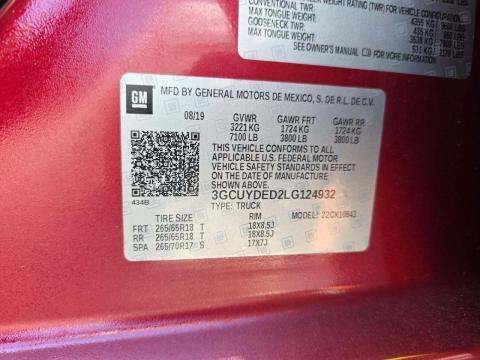 CONVENTIONAL TWR:
MAX TONGUE WEIGHT:
GOOSENECK TWR:
MAX TONGUE WEIGHT:
SEE OWNER'S MANUAL
GM
MFD BY GENERAL MOTORS DE MEXICO, S. DE R.L. DE C.V.
08/19 GVWR GAWR FRT GAWR RR
3221 KG 1724 KG 1724 KG
7100 LB 3800 LB 3800 LB
THIS VEHICLE CONFORMS TO ALL
APPLICABLE U.S. FEDERAL MOTOR
VEHICLE SAFETY STANDARDS IN
EFFECT ON THE DATE OF
MANUFACTURE SHOWN ABOVE.
3GCUYDED2LG124932
434B TYPE: TRUCK MODEL:
TIRE SIZE RIM
FRT 265/65R18 T 18X8.5J
RR 265/65R18 T 18X8.5J
SPA 265/70R17 S 17X7J